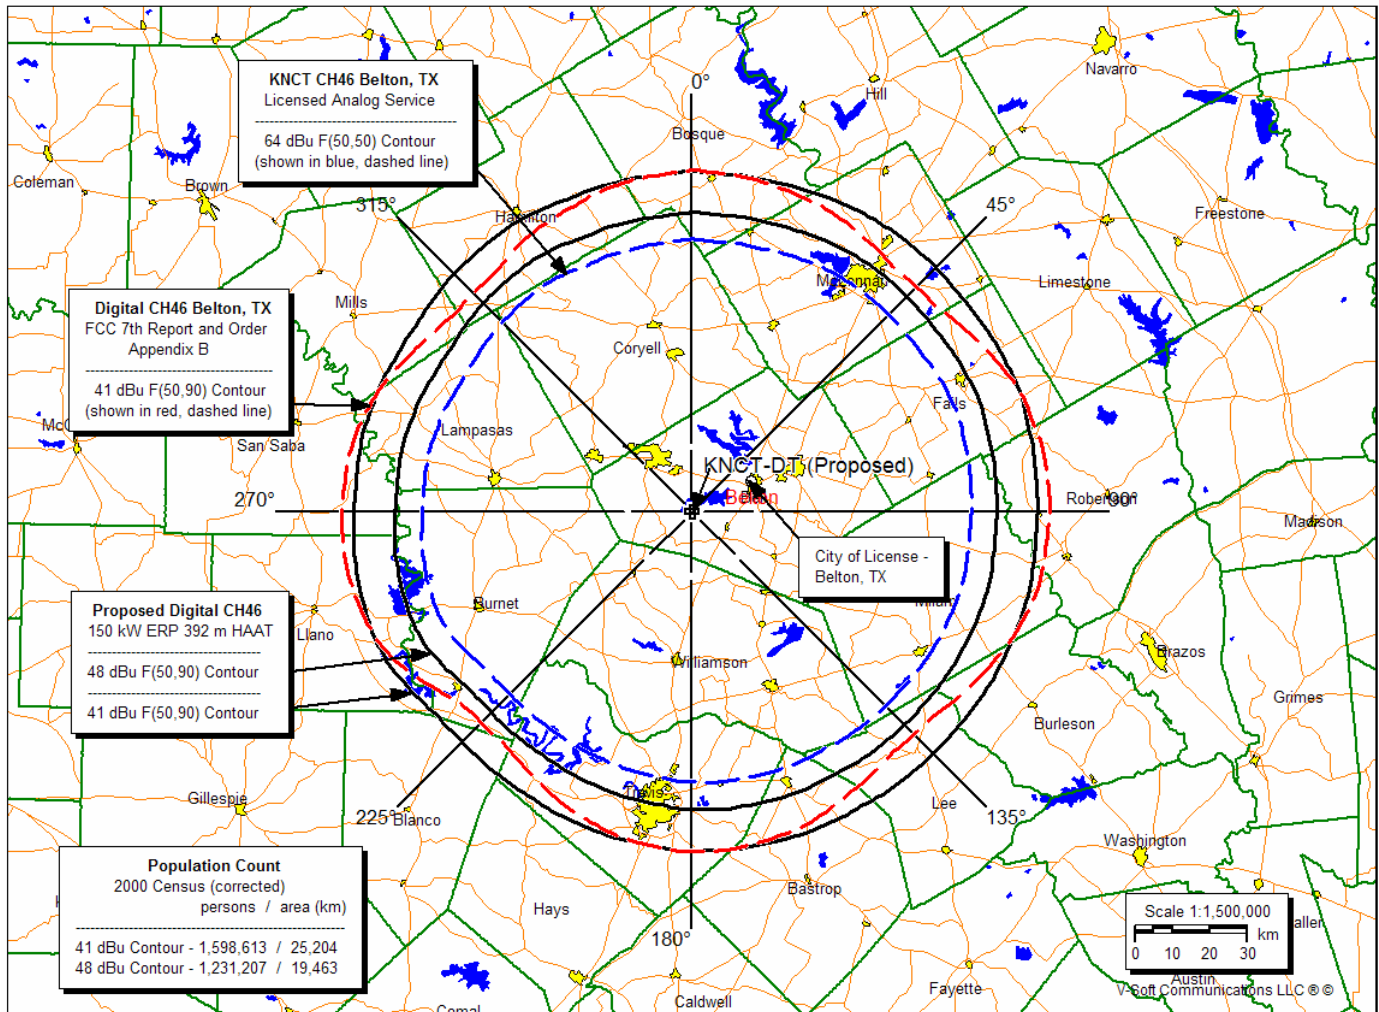 KNCT CH46 Belton, TX
Licensed Analog Service
64 dBu F(50,50) Contour
(shown in blue, dashed line)
0°
Navarro
Hill
Bosque
Coleman
Brown
315°
Hamilton
45°
Freestone
Digital CH46 Belton, TX
FCC 7th Report and Order
Appendix B
41 dBu F(50,90) Contour
(shown in red, dashed line)
Mills
McLennan
Limestone
Coryell
Falls
San Saba
Lampasas
KNCT-DT (Proposed)
Belton
270°
Robertson
90°
Madison
City of License -
Belton, TX
Proposed Digital CH46
150 kW ERP 392 m HAAT
48 dBu F(50,90) Contour
41 dBu F(50,90) Contour
Burnet
Milam
Llano
Williamson
Brazos
Grimes
Burleson
Gillespie
Travis
225°
Blanco
Lee
135°
Washington
Population Count
2000 Census (corrected)
persons / area (km)
41 dBu Contour - 1,598,613 / 25,204
48 dBu Contour - 1,231,207 / 19,463
Bastrop
Hays
180°
Scale 1:1,500,000
km
0 10 20 30
aller
Austin
Fayette
Caldwell
Comal
V-Soft Communications LLC ® ©